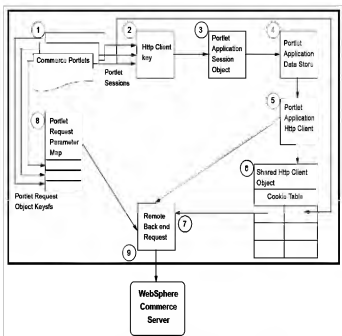 1
Commerce Portlets
Portlet
Sessions
2
Http Client
key
3
Portlet
Application
Session
Object
4
Portlet
Application
Data Store
5
Portlet
Application
Http Client
6
Shared Http Client
Object
Cookie Table
7
8
Portlet
Request
Parameter
Map
Portlet Request
Object Keysfs
Remote
Back end
Request
9
WebSphere
Commerce
Server